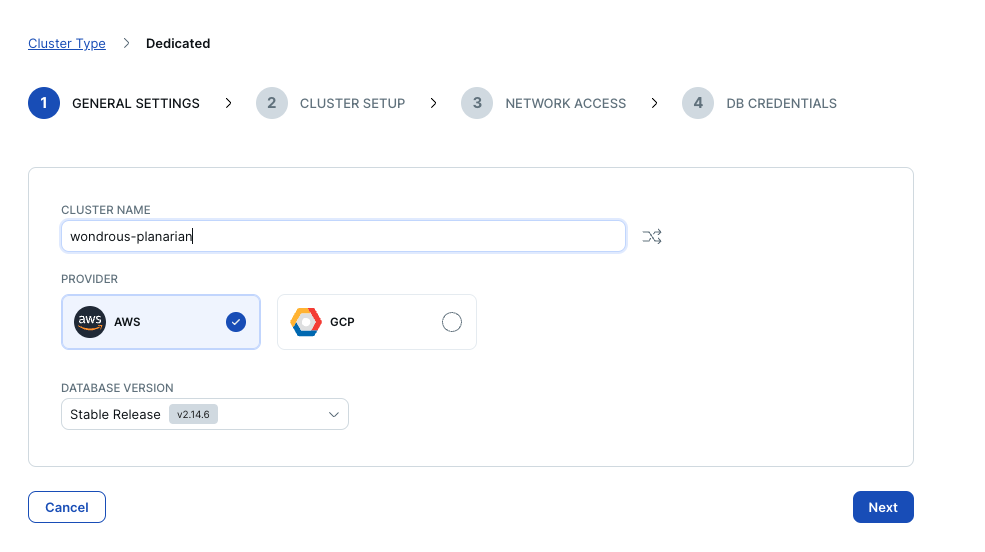 Cluster Type > Dedicated
1 GENERAL SETTINGS > 2 CLUSTER SETUP > 3 NETWORK ACCESS > 4 DB CREDENTIALS
CLUSTER NAME
wondrous-planarian
PROVIDER
aws AWS GCP
DATABASE VERSION
Stable Release v2.14.6
Cancel Next